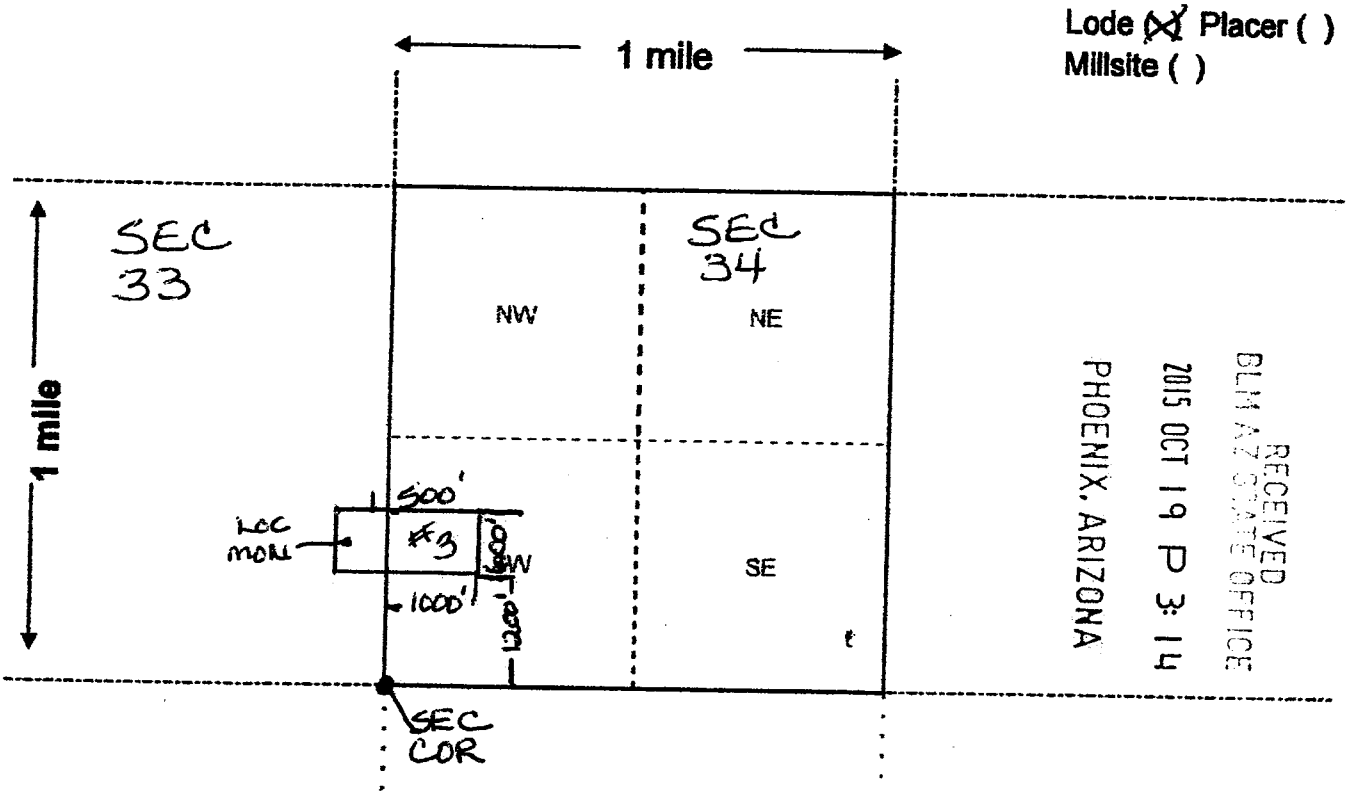 Lode (X) Placer ( )
Millsite ( )
1 mile
1 mile
SEC
33
SEC
34
NW
NE
500'
LOC
MON
#3
600'
SW
1000'
1200'
SE
SEC
COR
RECEIVED
BLM AZ STATE OFFICE
2015 OCT 19 P 3:14
PHOENIX, ARIZONA